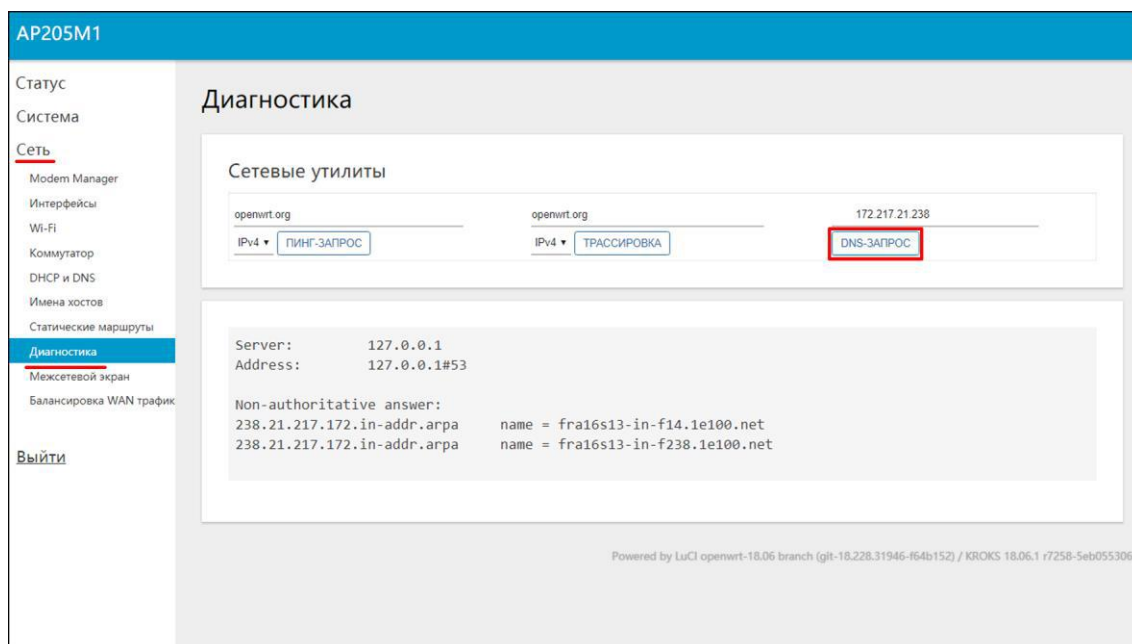 AP205M1
Статус
Система
Сеть
Modem Manager
Интерфейсы
Wi-Fi
Коммутатор
DHCP и DNS
Имена хостов
Статические маршруты
Диагностика
Межсетевой экран
Балансировка WAN трафик
Выйти
Диагностика
Сетевые утилиты
openwrt.org openwrt.org 172.217.21.238
IPv4 ПИНГ-ЗАПРОС IPv4 ТРАССИРОВКА DNS-ЗАПРОС
Server: 127.0.0.1
Address: 127.0.0.1#53
Non-authoritative answer:
238.21.217.172.in-addr.arpa name = fra16s13-in-f14.1e100.net
238.21.217.172.in-addr.arpa name = fra16s13-in-f238.1e100.net
Powered by LuCI openwrt-18.06 branch (git-18.228.31946-f64b152) / KROKS 18.06.1 r7258-5eb055306